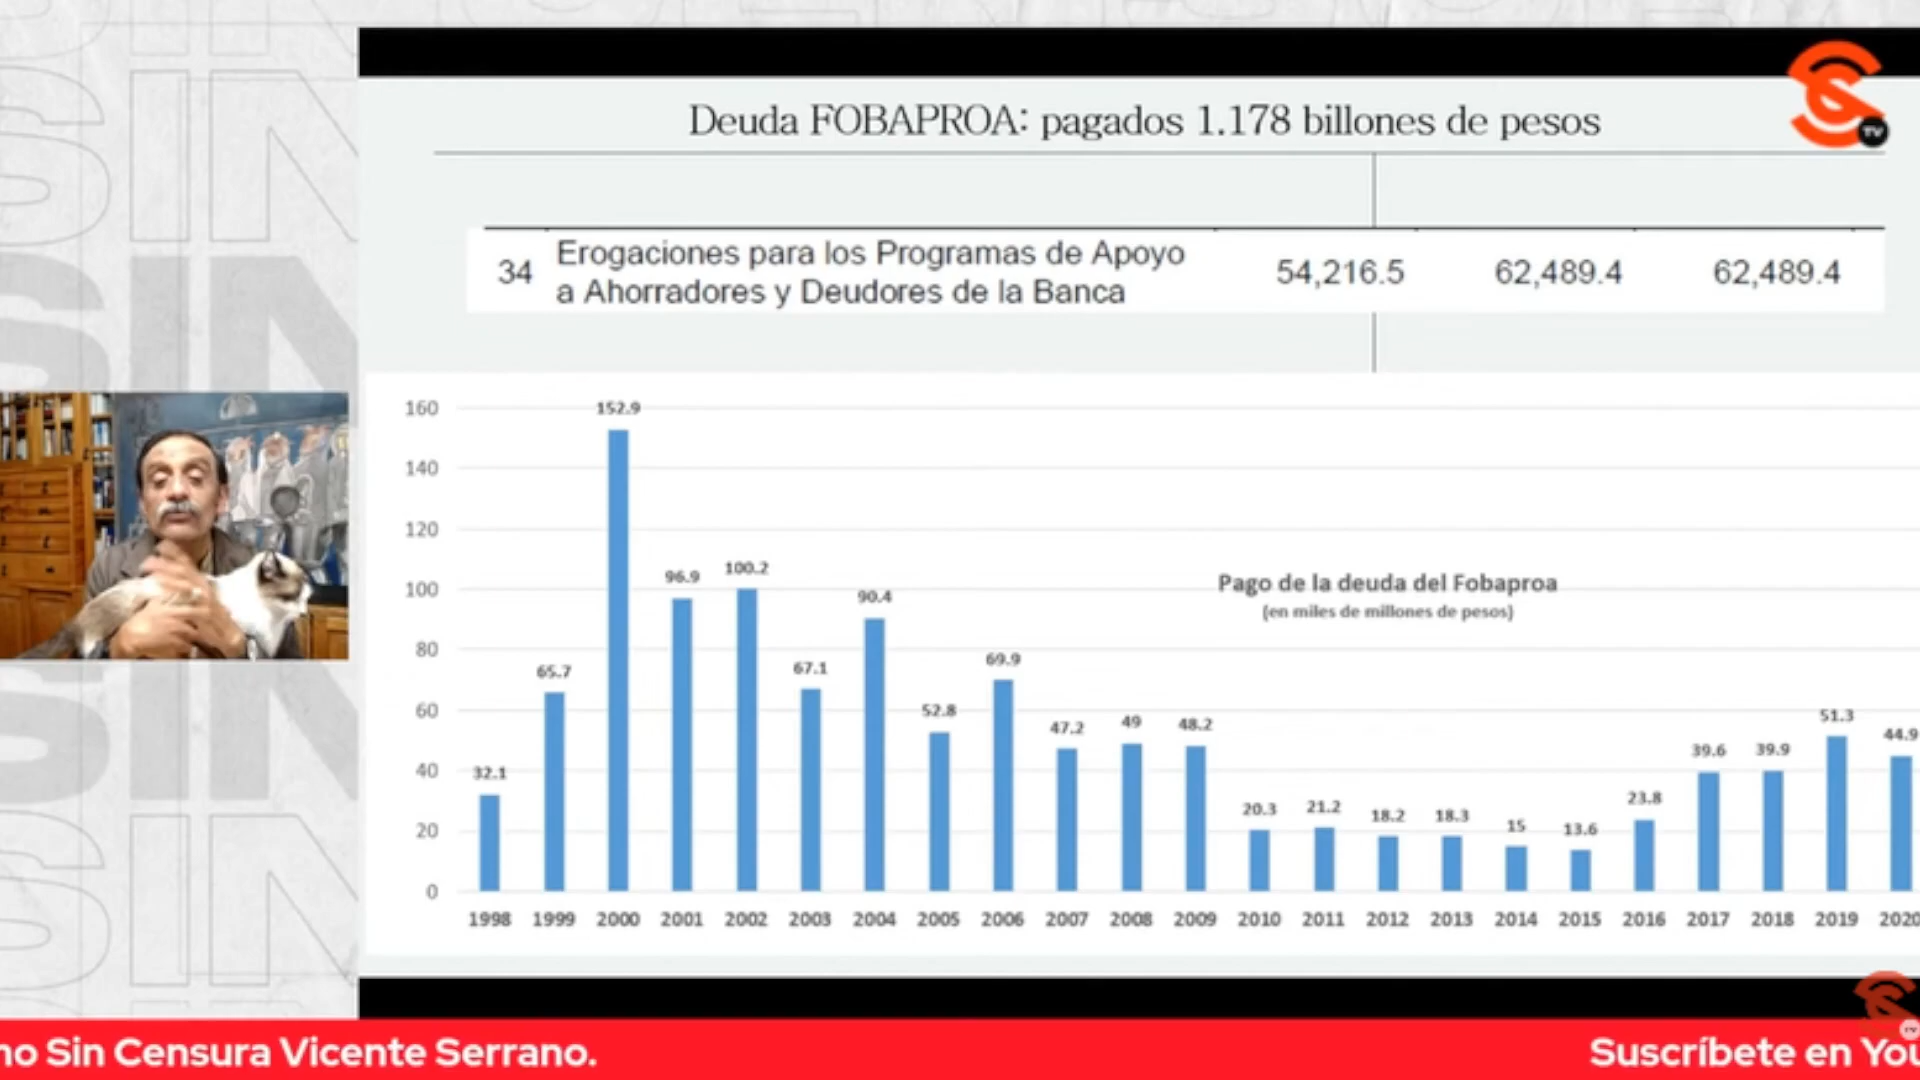 Deuda FOBAPROA: pagados 1.178 billones de pesos
TV
34 Erogaciones para los Programas de Apoyo a Ahorradores y Deudores de la Banca 54,216.5 62,489.4 62,489.4
Pago de la deuda del Fobaproa
(en miles de millones de pesos)
160
140
120
100
80
60
40
20
0
32.1 65.7 152.9 96.9 100.2 67.1 90.4 52.8 69.9 47.2 49 48.2 20.3 21.2 18.2 18.3 15 13.6 23.8 39.6 39.9 51.3 44.9
1998 1999 2000 2001 2002 2003 2004 2005 2006 2007 2008 2009 2010 2011 2012 2013 2014 2015 2016 2017 2018 2019 2020
SIN
SIN
SIN
SIN
no Sin Censura Vicente Serrano.
Suscríbete en You